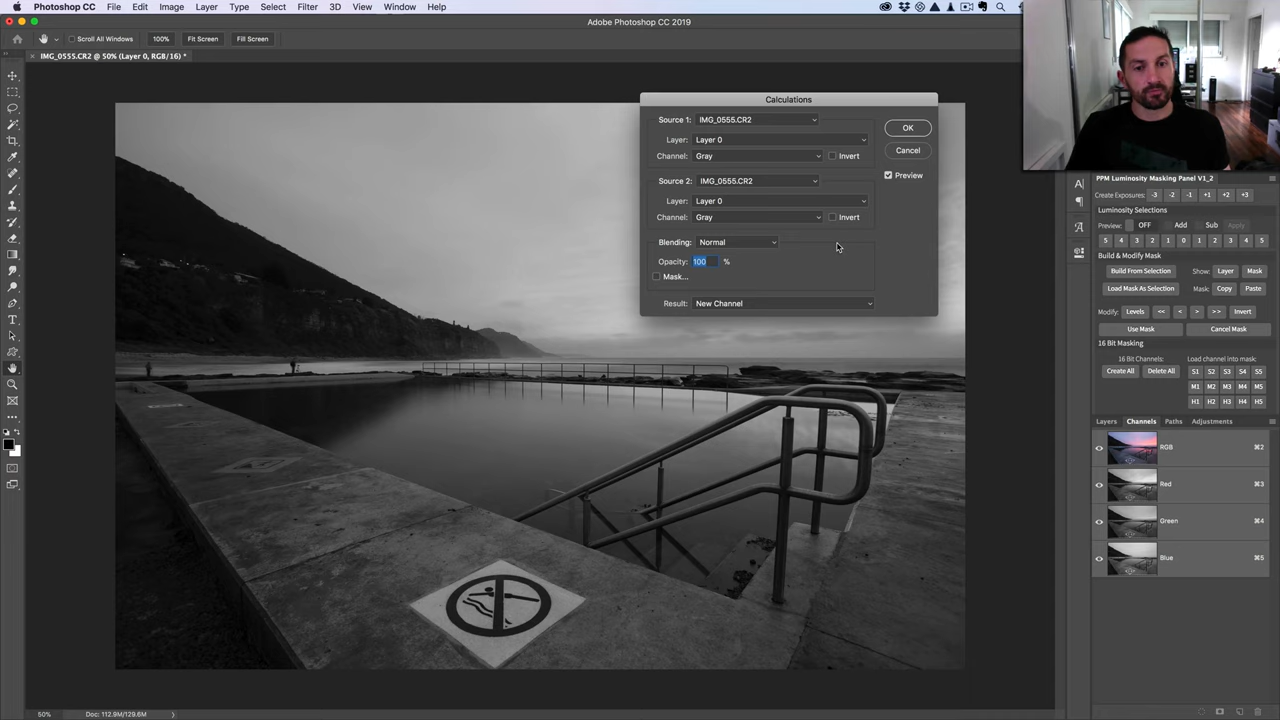 Photoshop CC File Edit Image Layer Type Select Filter 3D View Window Help
Adobe Photoshop CC 2019
Scroll All Windows 100% Fit Screen Fill Screen
IMG_0555.CR2 @ 50% (Layer 0, RGB/16) *
Calculations
Source 1: IMG_0555.CR2
OK
Layer: Layer 0
Cancel
Channel: Gray Invert
Preview
Source 2: IMG_0555.CR2
Layer: Layer 0
Channel: Gray Invert
Blending: Normal
Opacity: 100 %
Mask...
Result: New Channel
PPM Luminosity Masking Panel V1_2
Create Exposures: -3 -2 -1 +1 +2 +3
Luminosity Selections
Preview: OFF Add Sub Apply
5 4 3 2 1 0 1 2 3 4 5
Build & Modify Mask
Build From Selection Show: Layer Mask
Load Mask As Selection Mask: Copy Paste
Modify: Levels << < > >> Invert
Use Mask Cancel Mask
16 Bit Masking
16 Bit Channels: Load channel into mask:
Create All Delete All S1 S2 S3 S4 S5
M1 M2 M3 M4 M5
H1 H2 H3 H4 H5
Layers Channels Paths Adjustments
RGB ⌘2
Red ⌘3
Green ⌘4
Blue ⌘5
50% Doc: 112.9M/129.6M